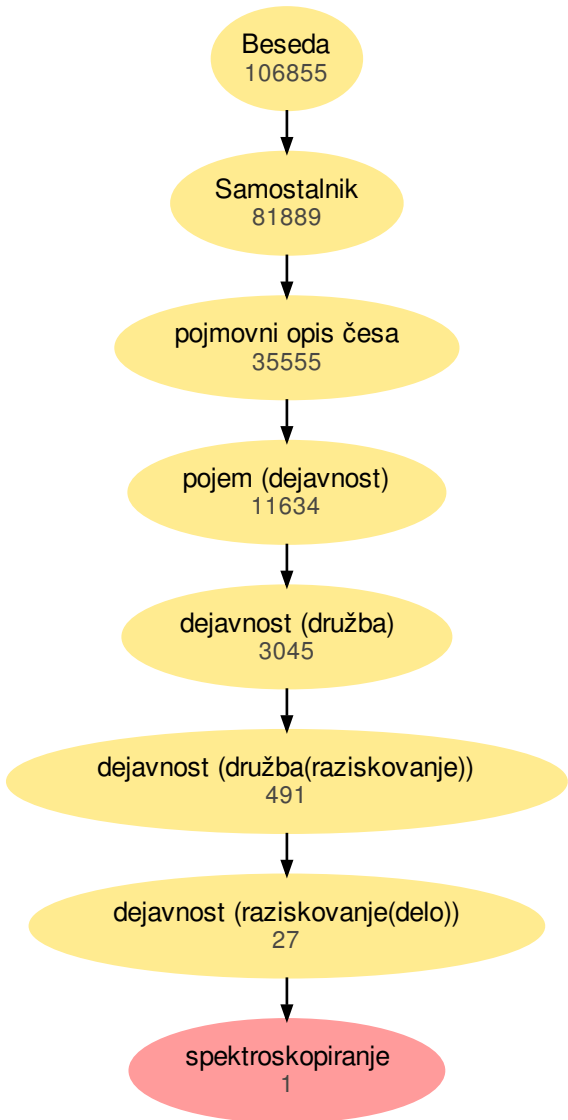 Beseda
106855
Samostalnik
81889
pojmovni opis česa
35555
pojem (dejavnost)
11634
dejavnost (družba)
3045
dejavnost (družba(raziskovanje))
491
dejavnost (raziskovanje(delo))
27
spektroskopiranje
1